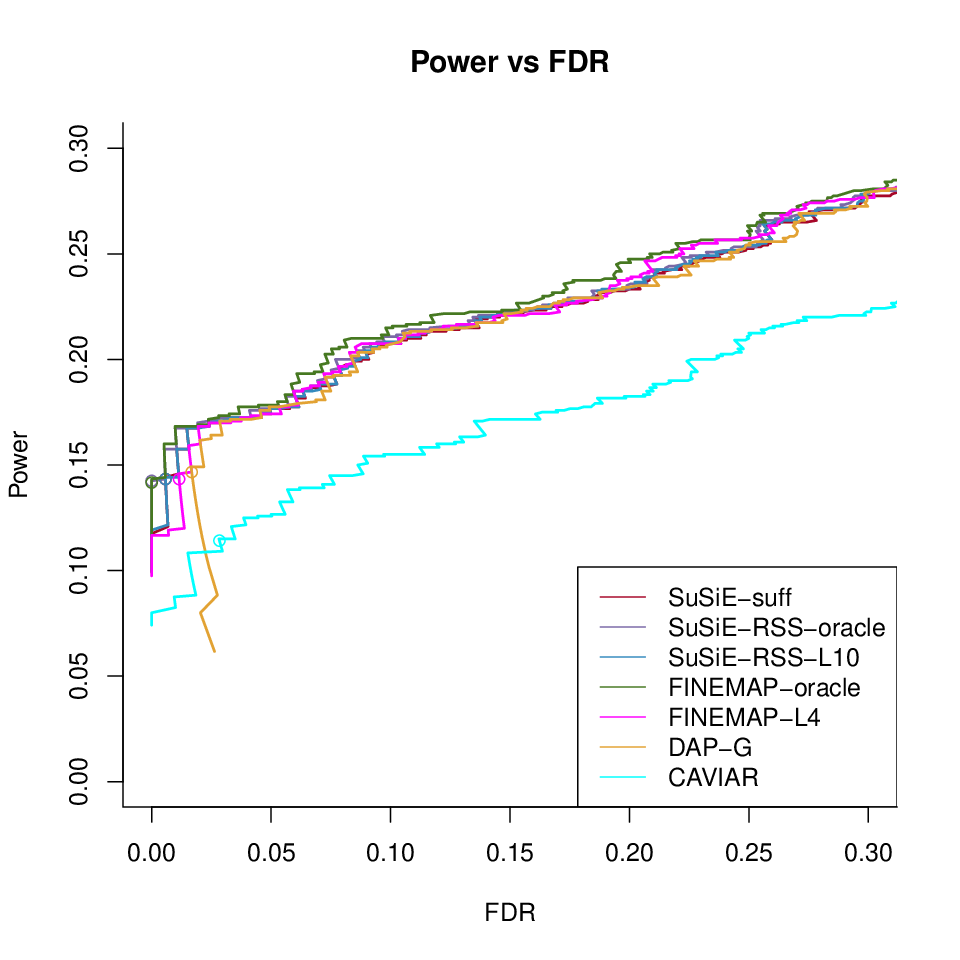 Power vs FDR
0.30
0.25
0.20
0.15
0.10
0.05
0.00
Power
SuSiE−suff
SuSiE−RSS−oracle
SuSiE−RSS−L10
FINEMAP−oracle
FINEMAP−L4
DAP−G
CAVIAR
0.00 0.05 0.10 0.15 0.20 0.25 0.30
FDR